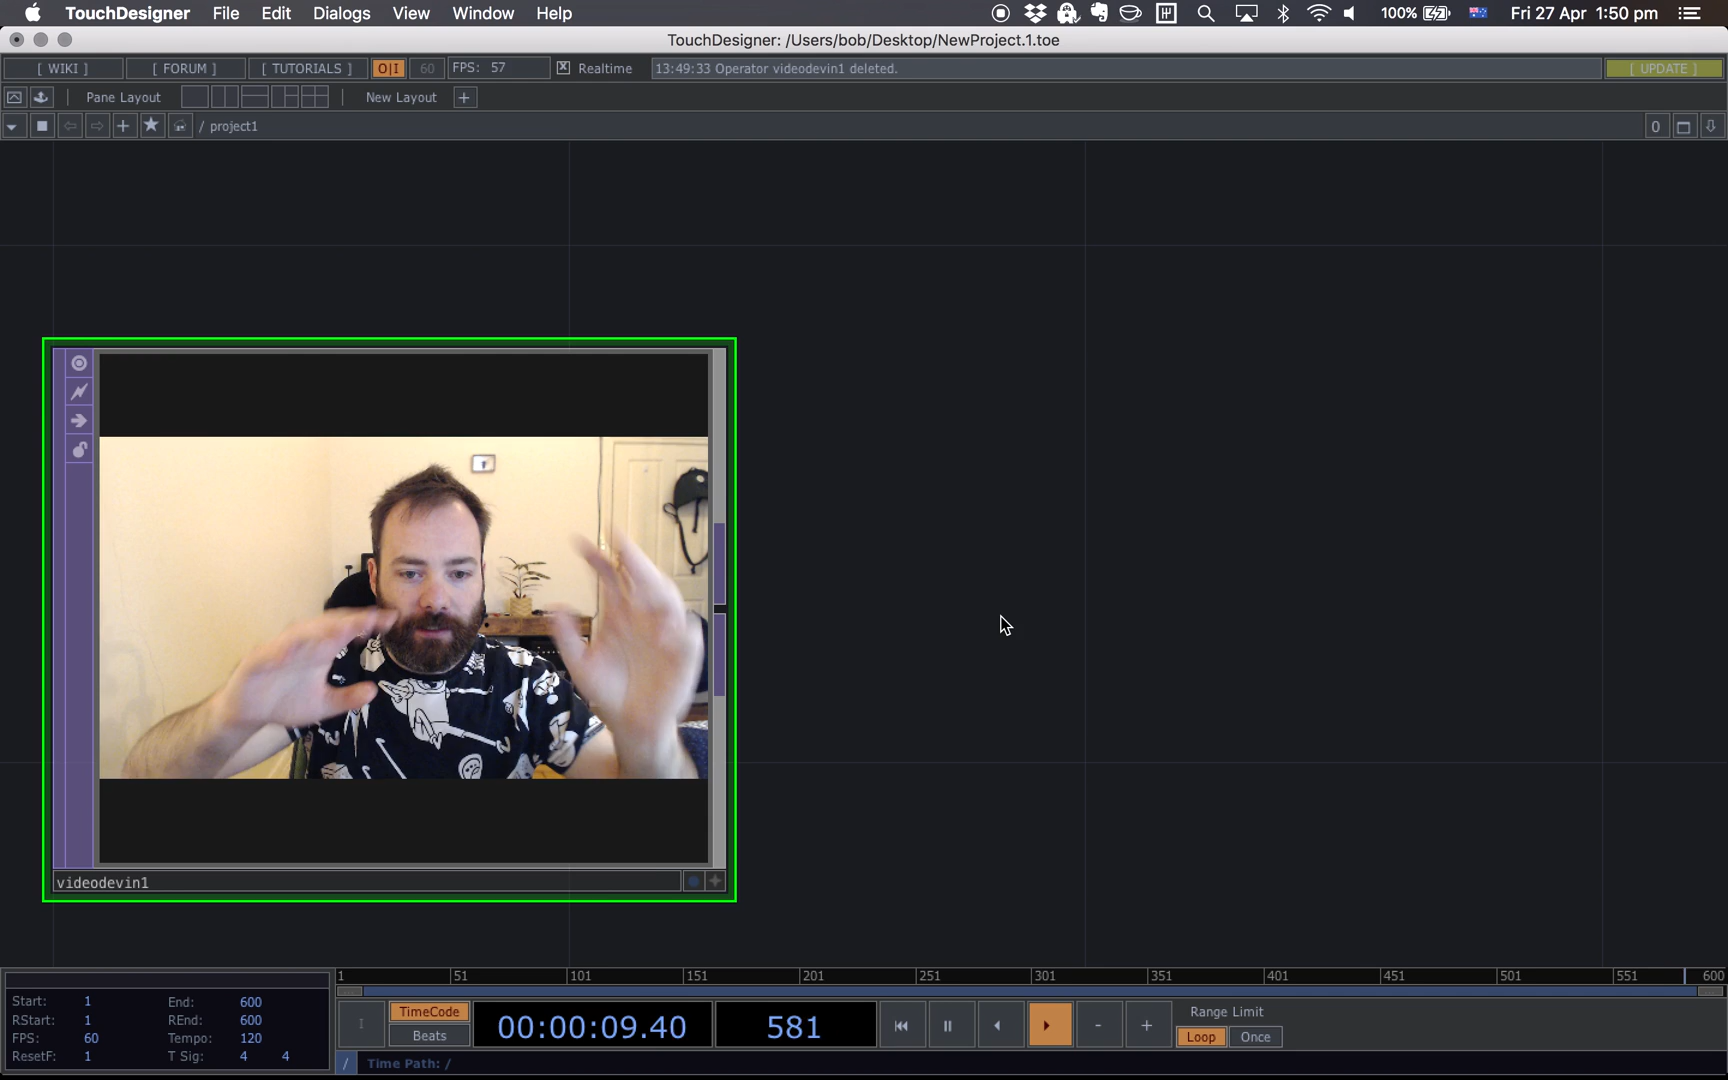 TouchDesigner File Edit Dialogs View Window Help 100% Fri 27 Apr 1:50 pm
TouchDesigner: /Users/bob/Desktop/NewProject.1.toe
[ WIKI ] [ FORUM ] [ TUTORIALS ] O|I 60 FPS: 57 Realtime 13:49:33 Operator videodevin1 deleted. [ UPDATE ]
Pane Layout New Layout +
/ project1 0
videodevin1
1 51 101 151 201 251 301 351 401 451 501 551 600
Start: 1 End: 600
RStart: 1 REnd: 600
FPS: 60 Tempo: 120
ResetF: 1 T Sig: 4 4
TimeCode
Beats
00:00:09.40 581
- +
Range Limit
Loop Once
/ Time Path: /